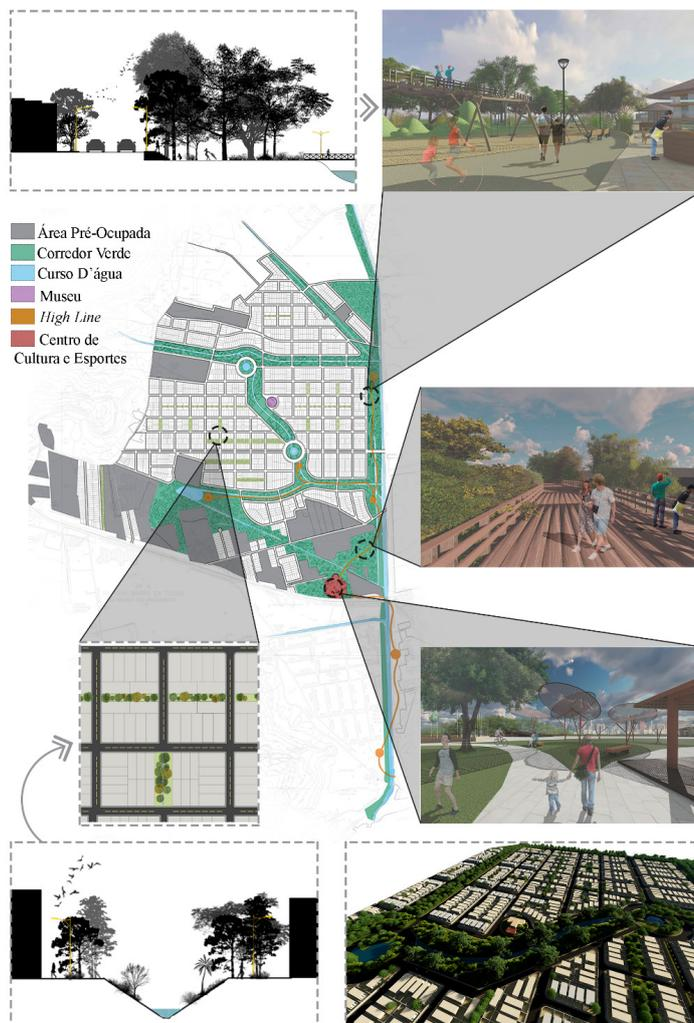 Área Pré-Ocupada
Corredor Verde
Curso D`água
Museu
High Line
Centro de
Cultura e Esportes